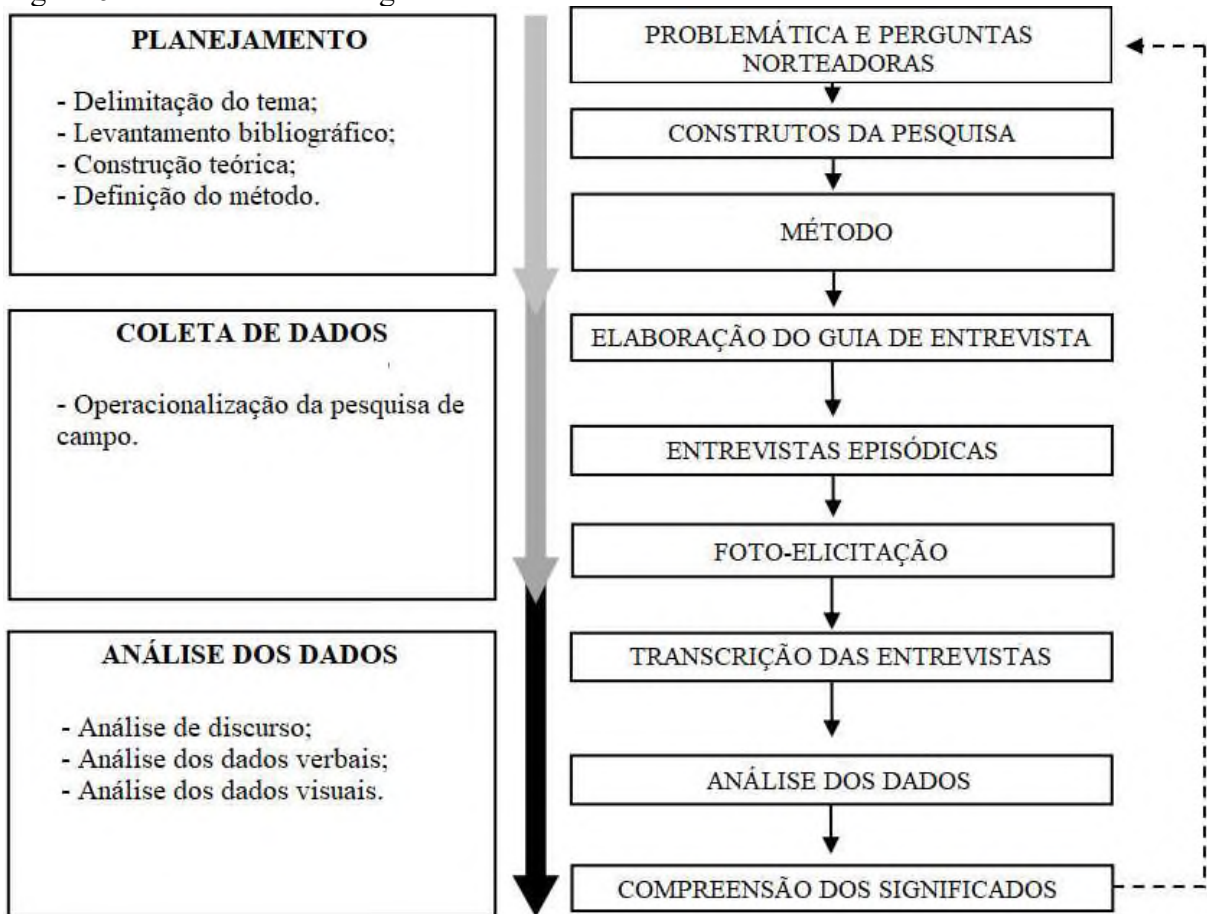 PLANEJAMENTO
- Delimitação do tema;
- Levantamento bibliográfico;
- Construção teórica;
- Definição do método.
COLETA DE DADOS
- Operacionalização da pesquisa de
campo.
ANÁLISE DOS DADOS
- Análise de discurso;
- Análise dos dados verbais;
- Análise dos dados visuais.
PROBLEMÁTICA E PERGUNTAS
NORTEADORAS
CONSTRUTOS DA PESQUISA
MÉTODO
ELABORAÇÃO DO GUIA DE ENTREVISTA
ENTREVISTAS EPISÓDICAS
FOTO-ELICITAÇÃO
TRANSCRIÇÃO DAS ENTREVISTAS
ANÁLISE DOS DADOS
COMPREENSÃO DOS SIGNIFICADOS